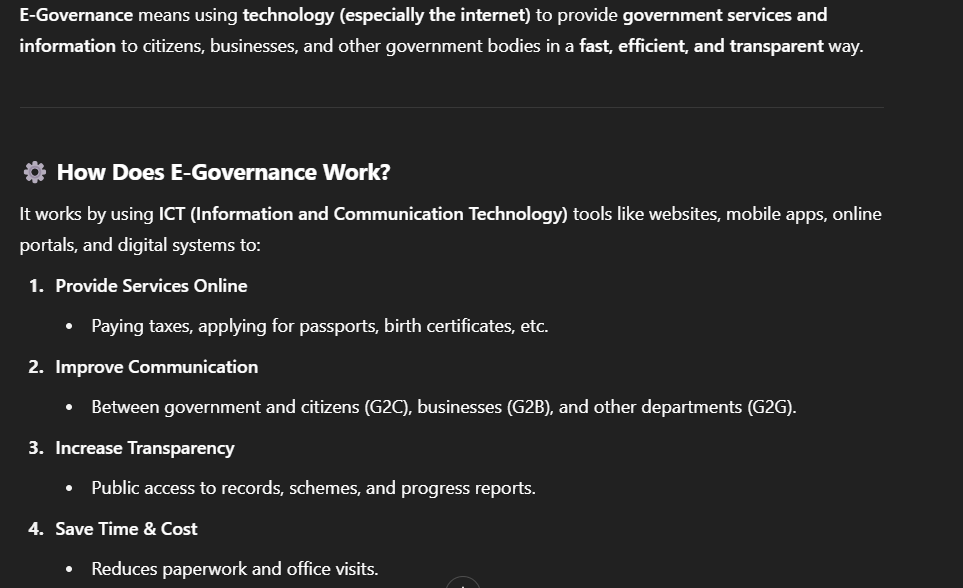 E-Governance means using technology (especially the internet) to provide government services and
information to citizens, businesses, and other government bodies in a fast, efficient, and transparent way.
How Does E-Governance Work?
It works by using ICT (Information and Communication Technology) tools like websites, mobile apps, online
portals, and digital systems to:
1. Provide Services Online
• Paying taxes, applying for passports, birth certificates, etc.
2. Improve Communication
• Between government and citizens (G2C), businesses (G2B), and other departments (G2G).
3. Increase Transparency
• Public access to records, schemes, and progress reports.
4. Save Time & Cost
• Reduces paperwork and office visits.